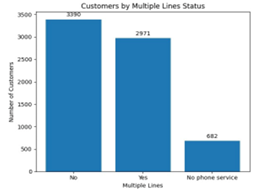 Customers by Multiple Lines Status
3390
2971
682
3500
3000
2500
2000
1500
1000
500
0
Number of Customers
No
Yes
No phone service
Multiple Lines